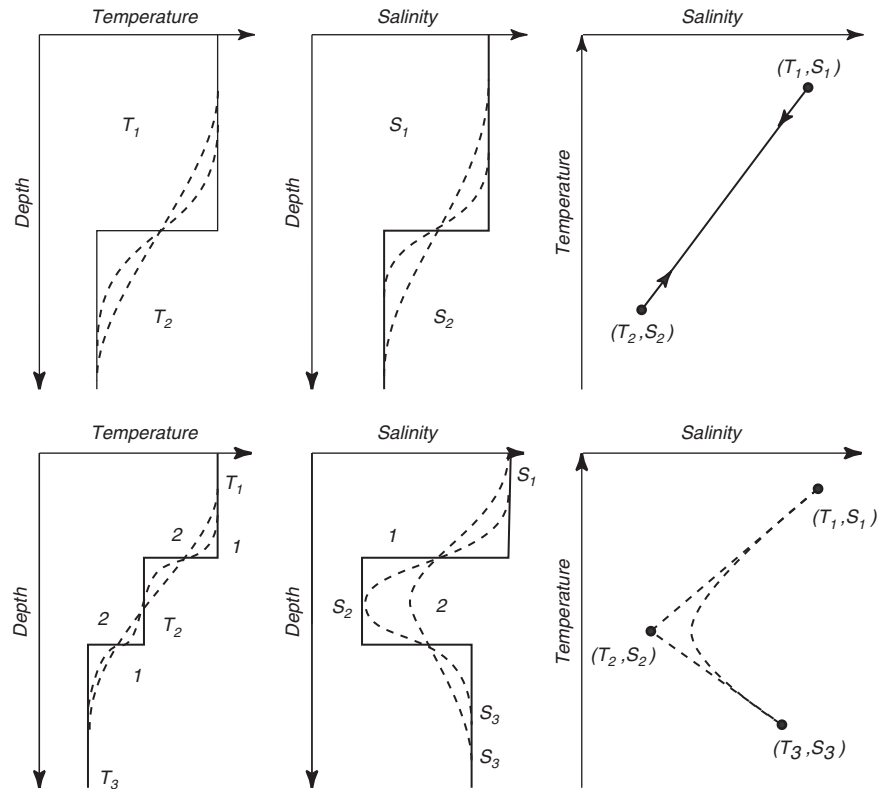 Temperature
Salinity
Salinity
(T1,S1)
T1
S1
Depth
Depth
Temperature
T2
S2
(T2,S2)
Temperature
Salinity
Salinity
T1
S1
(T1,S1)
2
1
1
Depth
Depth
Temperature
2
T2
S2
2
(T2,S2)
1
S3
(T3,S3)
S3
T3